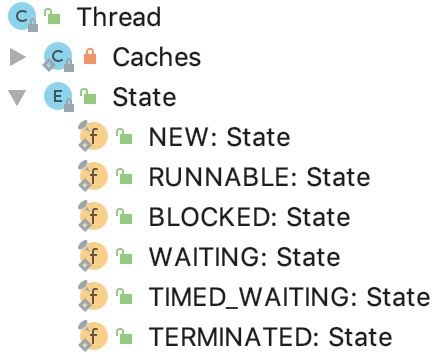 C Thread
C Caches
E State
f NEW: State
f RUNNABLE: State
f BLOCKED: State
f WAITING: State
f TIMED_WAITING: State
f TERMINATED: State